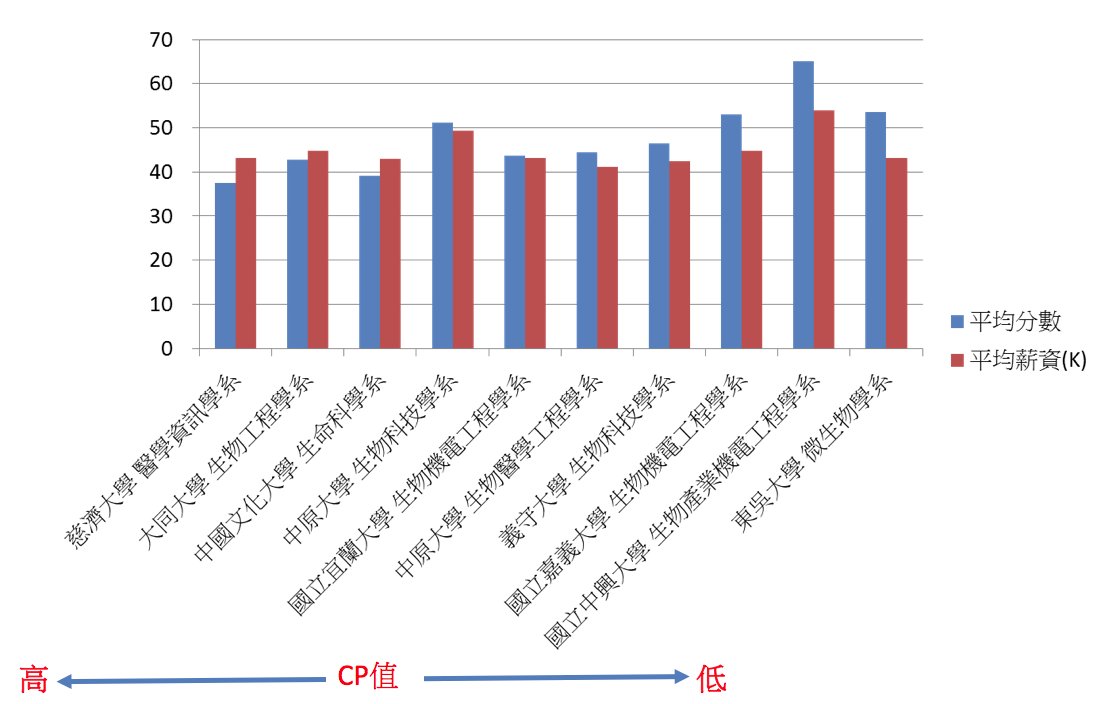 70
60
50
40
30
20
10
0
平均分數
平均薪資(K)
慈濟大學 醫學資訊學系
大同大學 生物工程學系
中國文化大學 生命科學系
中原大學 生物科技學系
國立宜蘭大學 生物機電工程學系
中原大學 生物醫學工程學系
義守大學 生物科技學系
國立嘉義大學 生物機電工程學系
國立中興大學 生物產業機電工程學系
東吳大學 微生物學系
高 CP值 低